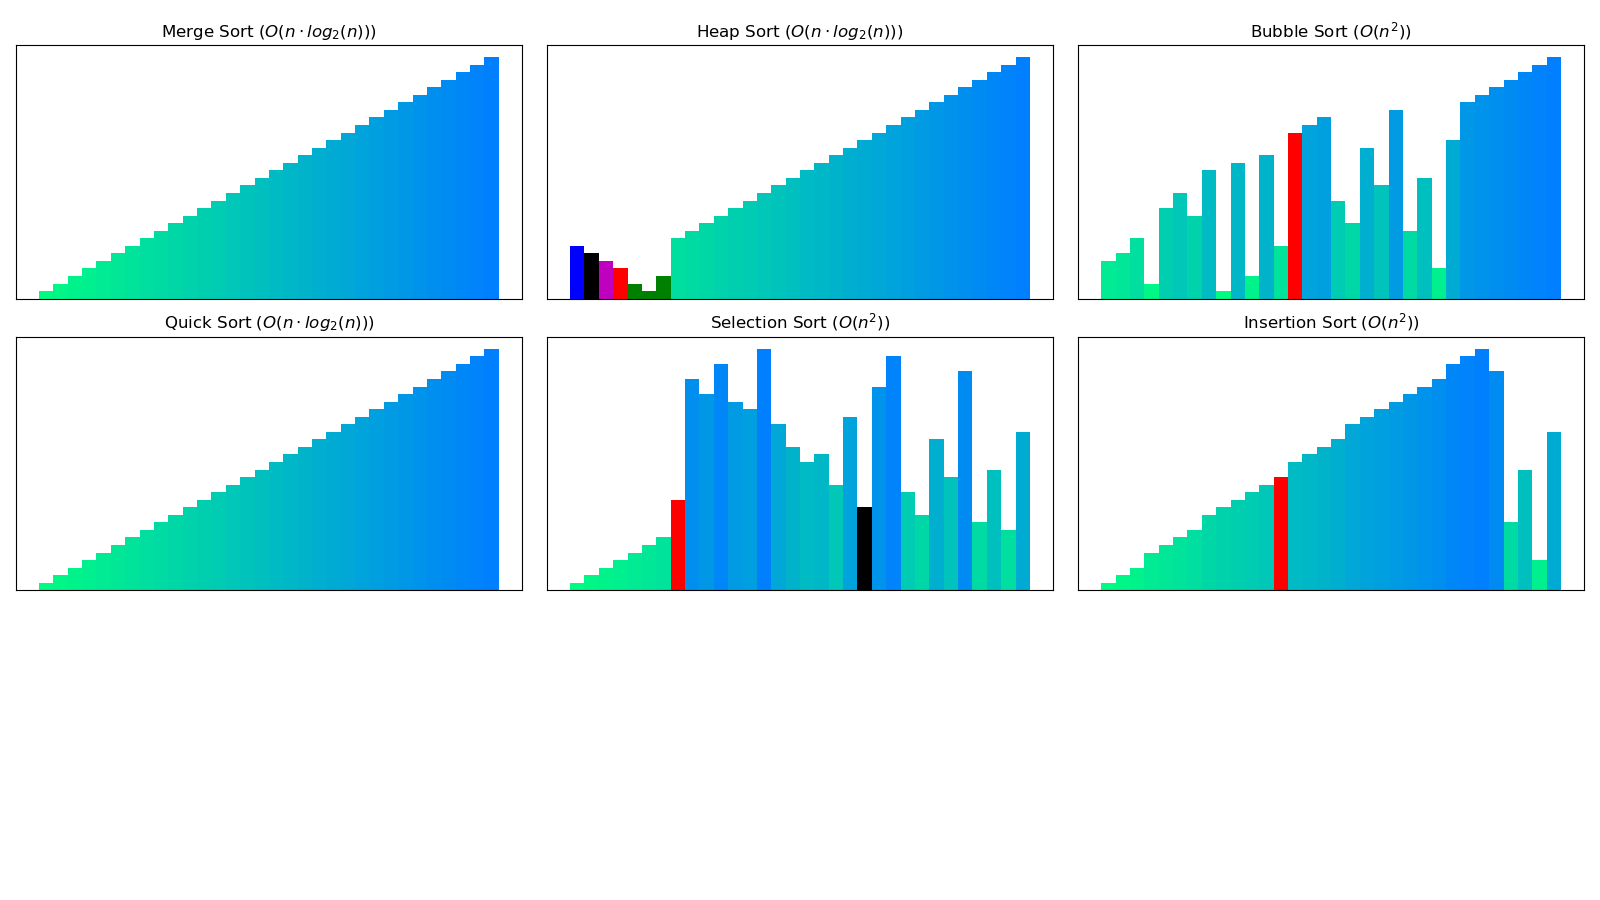 Merge Sort (O(n · log₂(n)))
Heap Sort (O(n · log₂(n)))
Bubble Sort (O(n²))
Quick Sort (O(n · log₂(n)))
Selection Sort (O(n²))
Insertion Sort (O(n²))